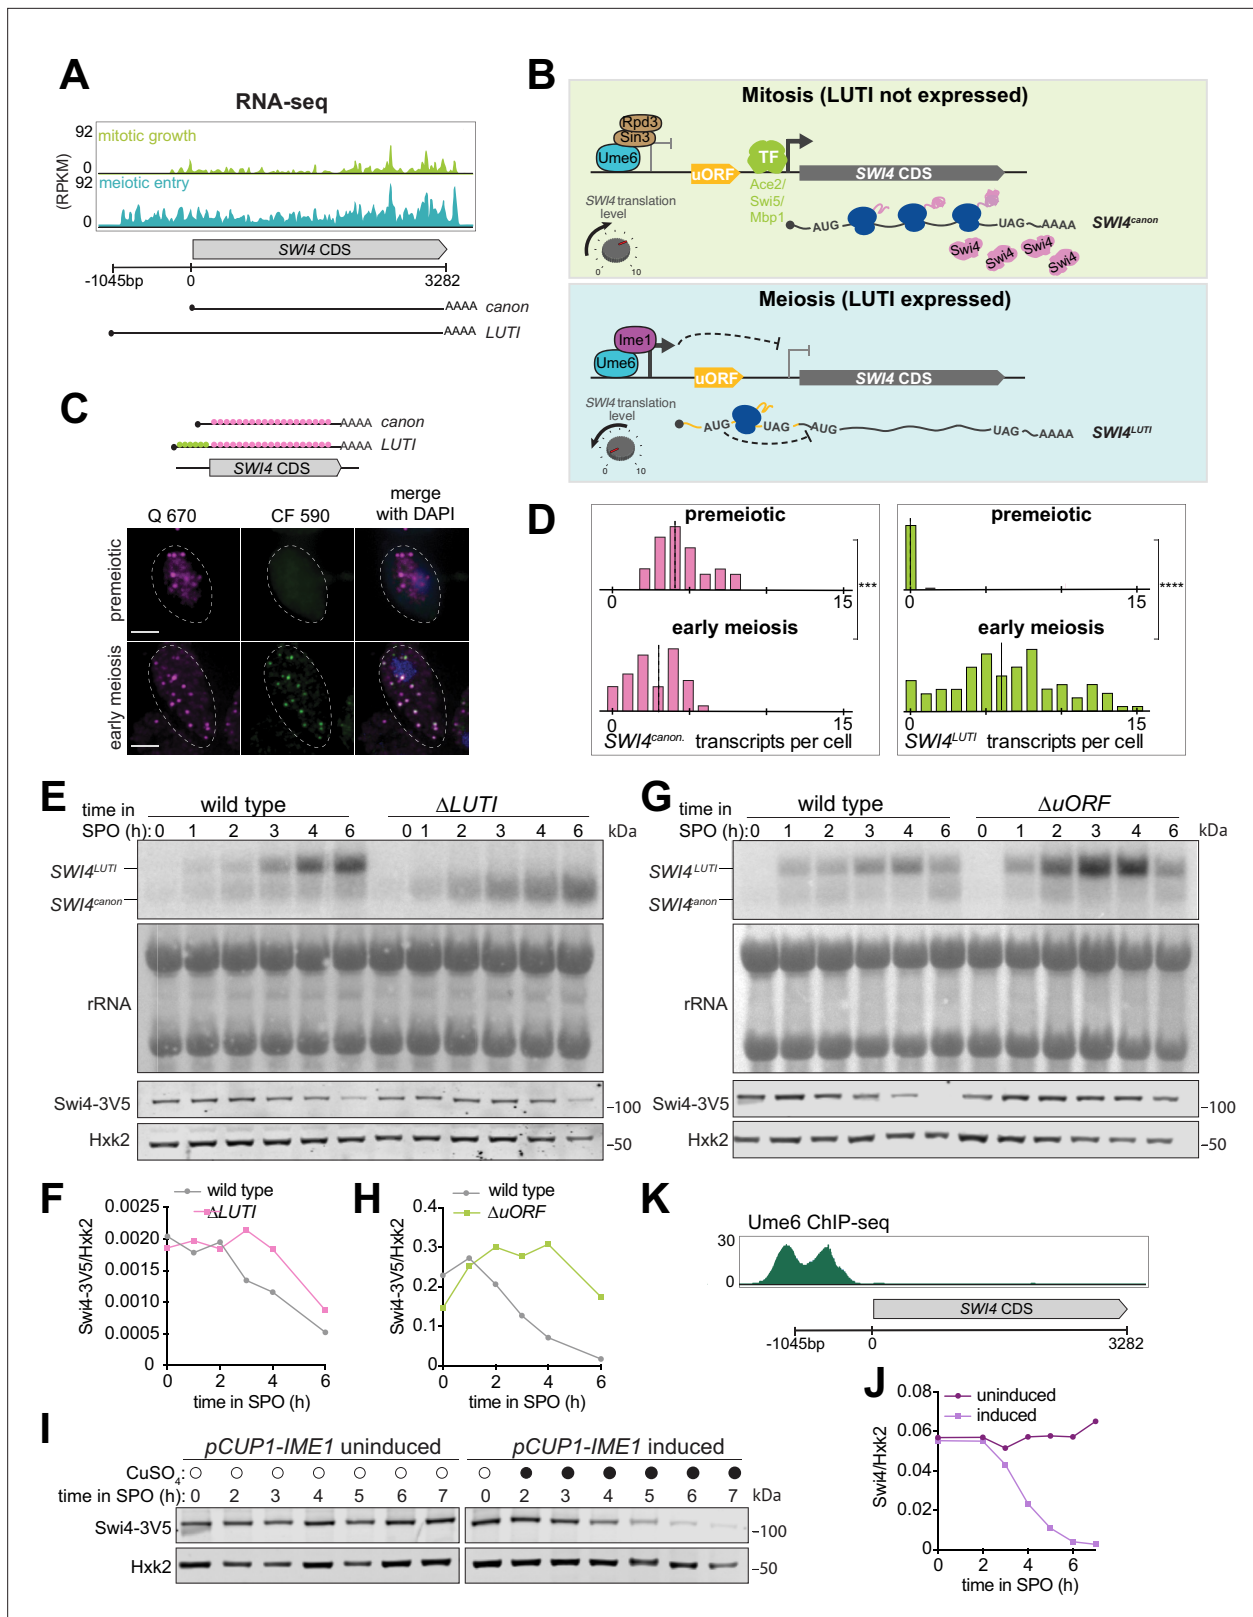 A
RNA-seq
92
mitotic growth
0
92
meiotic entry
0
(RPKM)
SWI4 CDS
-1045bp
0
3282
AAAA canon
AAAA LUTI
B
Mitosis (LUTI not expressed)
Rpd3
Sin3
Ume6
uORF
TF
SWI4 CDS
Ace2/
Swi5/
Mbp1
SWI4 translation
level
0
10
AUG
UAG
AAAA
SWI4canon
Swi4
Swi4
Swi4
Swi4
Meiosis (LUTI expressed)
Ime1
Ume6
uORF
SWI4 CDS
SWI4 translation
level
0
10
AUG
UAG
AUG
UAG
AAAA
SWI4LUTI
C
AAAA canon
AAAA LUTI
SWI4 CDS
Q 670
CF 590
merge
with DAPI
premeiotic
early meiosis
D
premeiotic
0
15
***
early meiosis
0
15
SWI4canon. transcripts per cell
premeiotic
0
15
****
early meiosis
0
15
SWI4LUTI transcripts per cell
E
time in
SPO (h):
wild type
ΔLUTI
0 1 2 3 4 6 0 1 2 3 4 6 kDa
SWI4LUTI
SWI4canon
rRNA
Swi4-3V5
-100
Hxk2
-50
G
time in
SPO (h):
wild type
ΔuORF
0 1 2 3 4 6 0 1 2 3 4 6 kDa
SWI4LUTI
SWI4canon
rRNA
Swi4-3V5
-100
Hxk2
-50
F
wild type
ΔLUTI
0.0025
0.0020
0.0015
0.0010
0.0005
0
Swi4-3V5/Hxk2
0 2 4 6
time in SPO (h)
H
wild type
ΔuORF
0.4
0.3
0.2
0.1
0
Swi4-3V5/Hxk2
0 2 4 6
time in SPO (h)
K
Ume6 ChIP-seq
30
0
SWI4 CDS
-1045bp
0
3282
I
pCUP1-IME1 uninduced
pCUP1-IME1 induced
CuSO4:
time in SPO (h): 0 2 3 4 5 6 7 0 2 3 4 5 6 7 kDa
Swi4-3V5
-100
Hxk2
-50
J
uninduced
induced
0.08
0.06
0.04
0.02
0
Swi4/Hxk2
0 2 4 6
time in SPO (h)